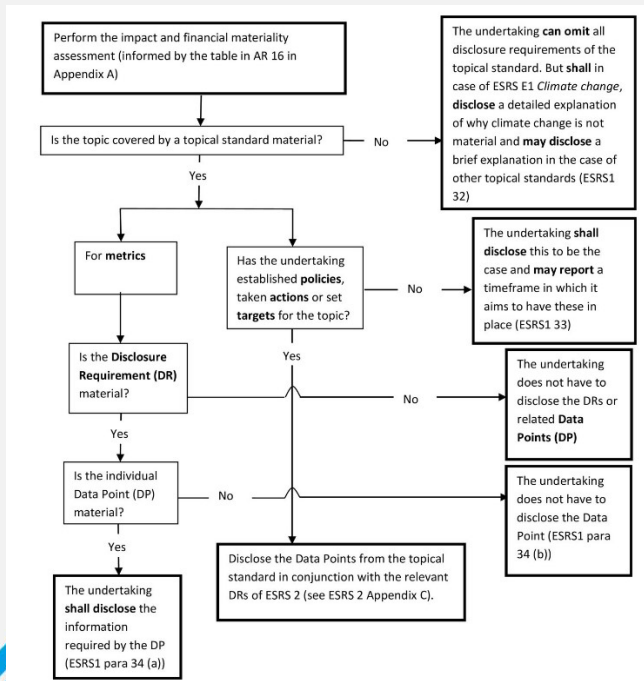 Perform the impact and financial materiality
assessment (informed by the table in AR 16 in
Appendix A)
The undertaking can omit all
disclosure requirements of the
topical standard. But shall in
case of ESRS E1 Climate change,
disclose a detailed explanation
of why climate change is not
material and may disclose a
brief explanation in the case of
other topical standards (ESRS1
32)
Is the topic covered by a topical standard material?
No
Yes
For metrics
Has the undertaking
established policies,
taken actions or set
targets for the topic?
No
The undertaking shall
disclose this to be the
case and may report a
timeframe in which it
aims to have these in
place (ESRS1 33)
Is the Disclosure
Requirement (DR)
material?
Yes
No
The undertaking
does not have to
disclose the DRs or
related Data
Points (DP)
Yes
Is the individual
Data Point (DP)
material?
No
The undertaking
does not have to
disclose the Data
Point (ESRS1 para
34 (b))
Yes
Disclose the Data Points from the topical
standard in conjunction with the relevant
DRs of ESRS 2 (see ESRS 2 Appendix C).
The undertaking
shall disclose the
information
required by the DP
(ESRS1 para 34 (a))